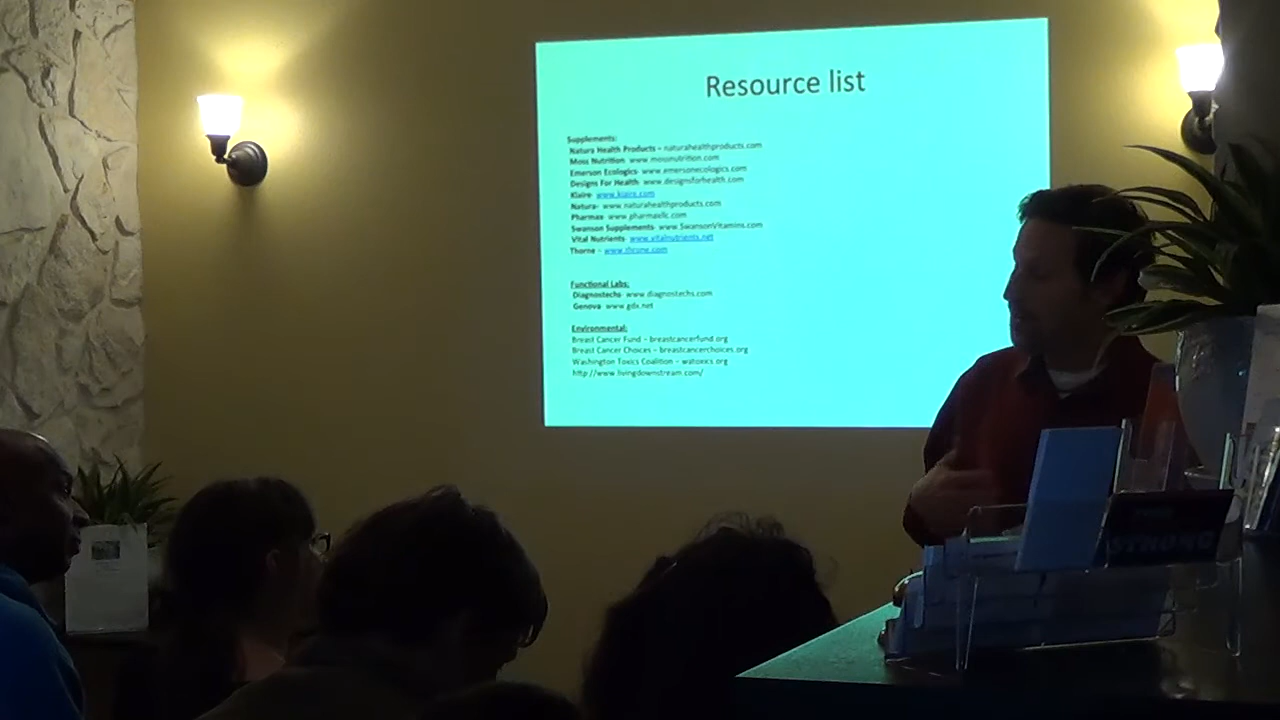 Resource list
Supplements:
Natura Health Products – naturahealthproducts.com
Moss Nutrition www.mossnutrition.com
Emerson Ecologics- www.emersonecologics.com
Designs For Health www.designsforhealth.com
Klaire www.klaire.com
Natura- www.naturahealthproducts.com
Pharmax www.pharmaxllc.com
Swanson Supplements- www.SwansonVitamins.com
Vital Nutrients- www.vitalnutrients.net
Thorne – www.thorne.com
Functional Labs:
Diagnostechs- www.diagnostechs.com
Genova www.gdx.net
Environmental:
Breast Cancer Fund – breastcancerfund.org
Breast Cancer Choices – breastcancerchoices.org
Washington Toxics Coalition – watoxics.org
http://www.livingdownstream.com/
STRONG